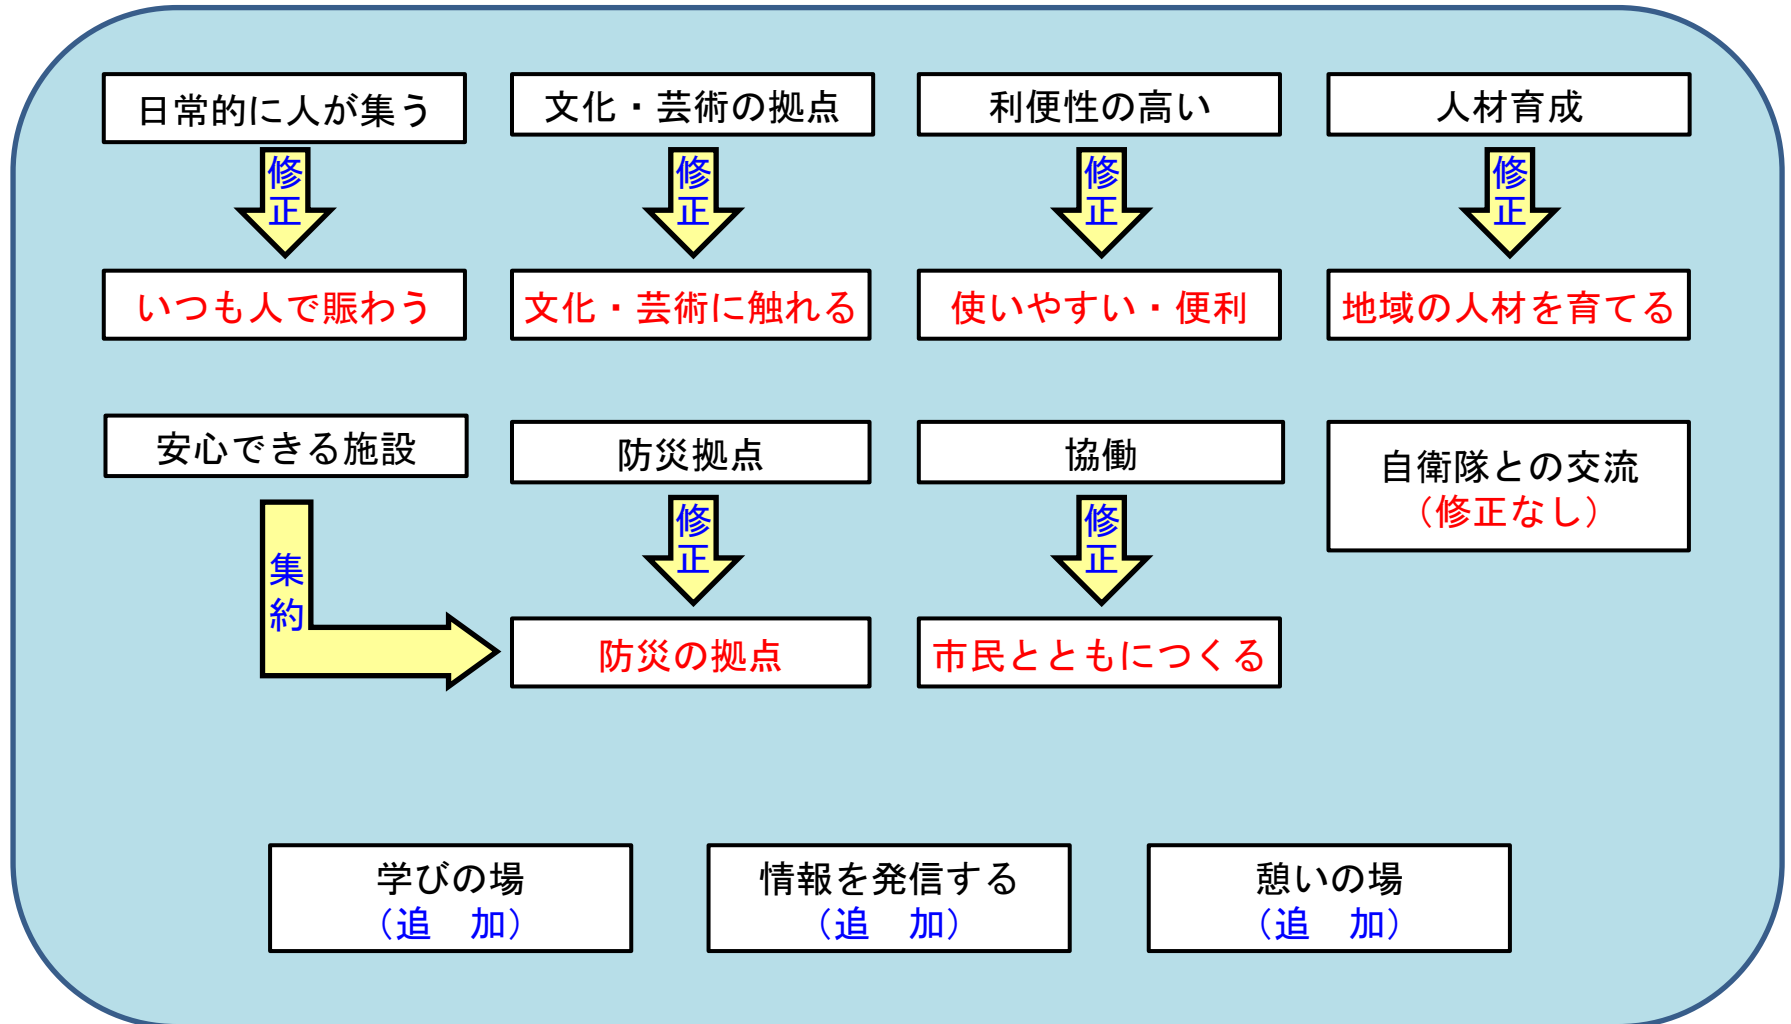 日常的に人が集う
文化・芸術の拠点
利便性の高い
人材育成
修
正
修
正
修
正
修
正
いつも人で賑わう
文化・芸術に触れる
使いやすい・便利
地域の人材を育てる
安心できる施設
防災拠点
協働
自衛隊との交流
（修正なし）
集
約
修
正
修
正
防災の拠点
市民とともにつくる
学びの場
（追　加）
情報を発信する
（追　加）
憩いの場
（追　加）